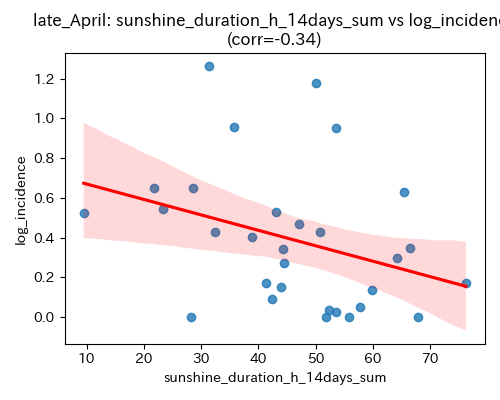 late_April: sunshine_duration_h_14days_sum vs log_inciden
(corr=-0.34)
1.2
1.0
0.8
0.6
0.4
0.2
0.0
log_incidence
10 20 30 40 50 60 70
sunshine_duration_h_14days_sum